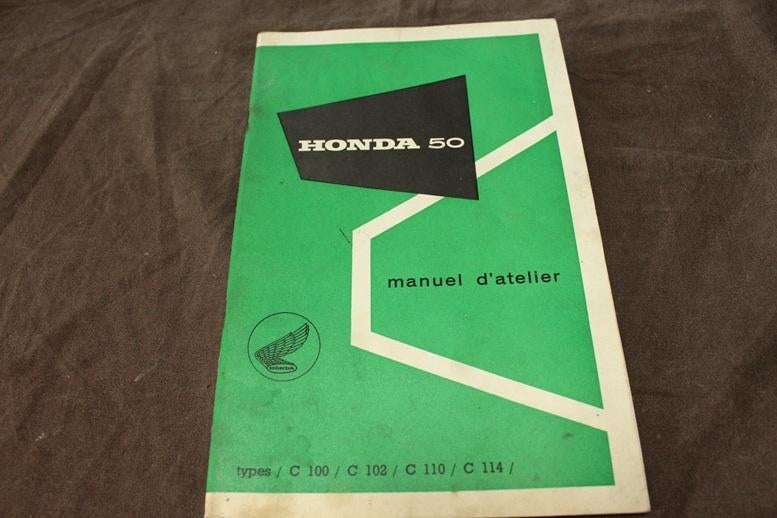 HONDA 50
manuel d'atelier
HONDA
types / C 100 / C 102 / C 110 / C 114 /